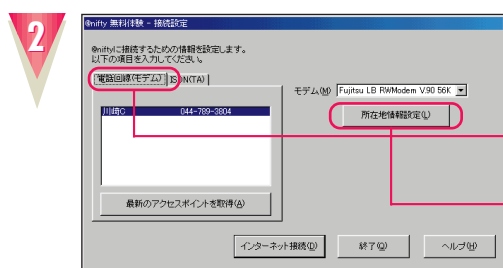 2
@nifty 無料体験 - 接続設定
@niftyに接続するための情報を設定します。
以下の項目を入力してください。
電話回線(モデム) ISDN(TA)
モデム(M) Fujitsu LB RWModem V.90 56K
川崎C 044-789-3804
所在地情報設定(L)
最新のアクセスポイントを取得(A)
インターネット接続(D) 終了(Q) ヘルプ(H)